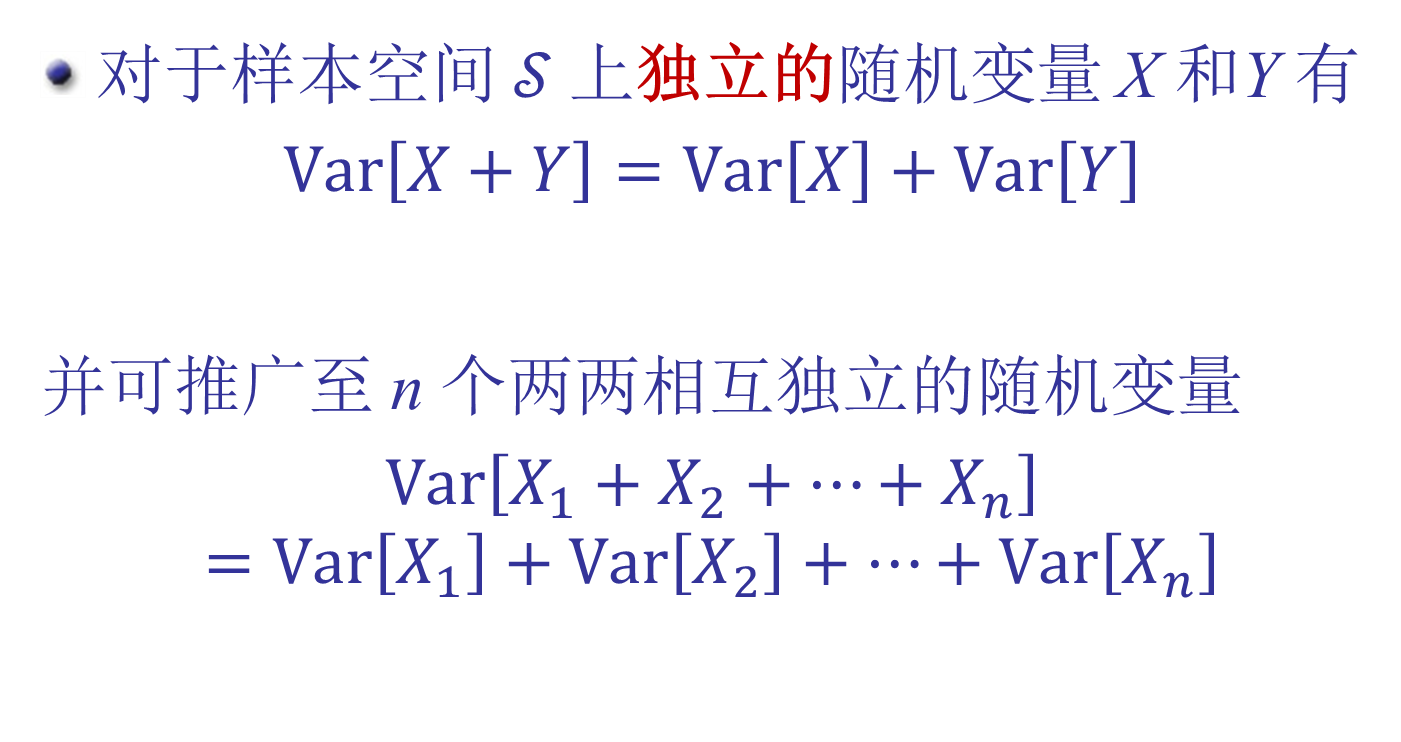 • 对于样本空间 𝒮 上独立的随机变量 X 和Y 有
Var[X + Y] = Var[X] + Var[Y]
并可推广至 n 个两两相互独立的随机变量
Var[X₁ + X₂ + ⋯ + Xₙ]
= Var[X₁] + Var[X₂] + ⋯ + Var[Xₙ]